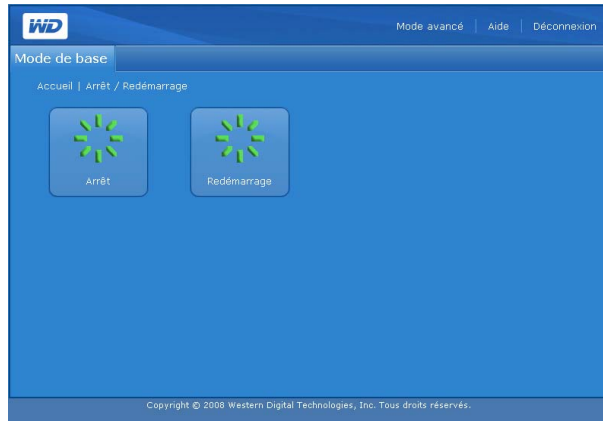 WD
Mode avancé | Aide | Déconnexion
Mode de base
Accueil | Arrêt / Redémarrage
Arrêt
Redémarrage
Copyright © 2008 Western Digital Technologies, Inc. Tous droits réservés.